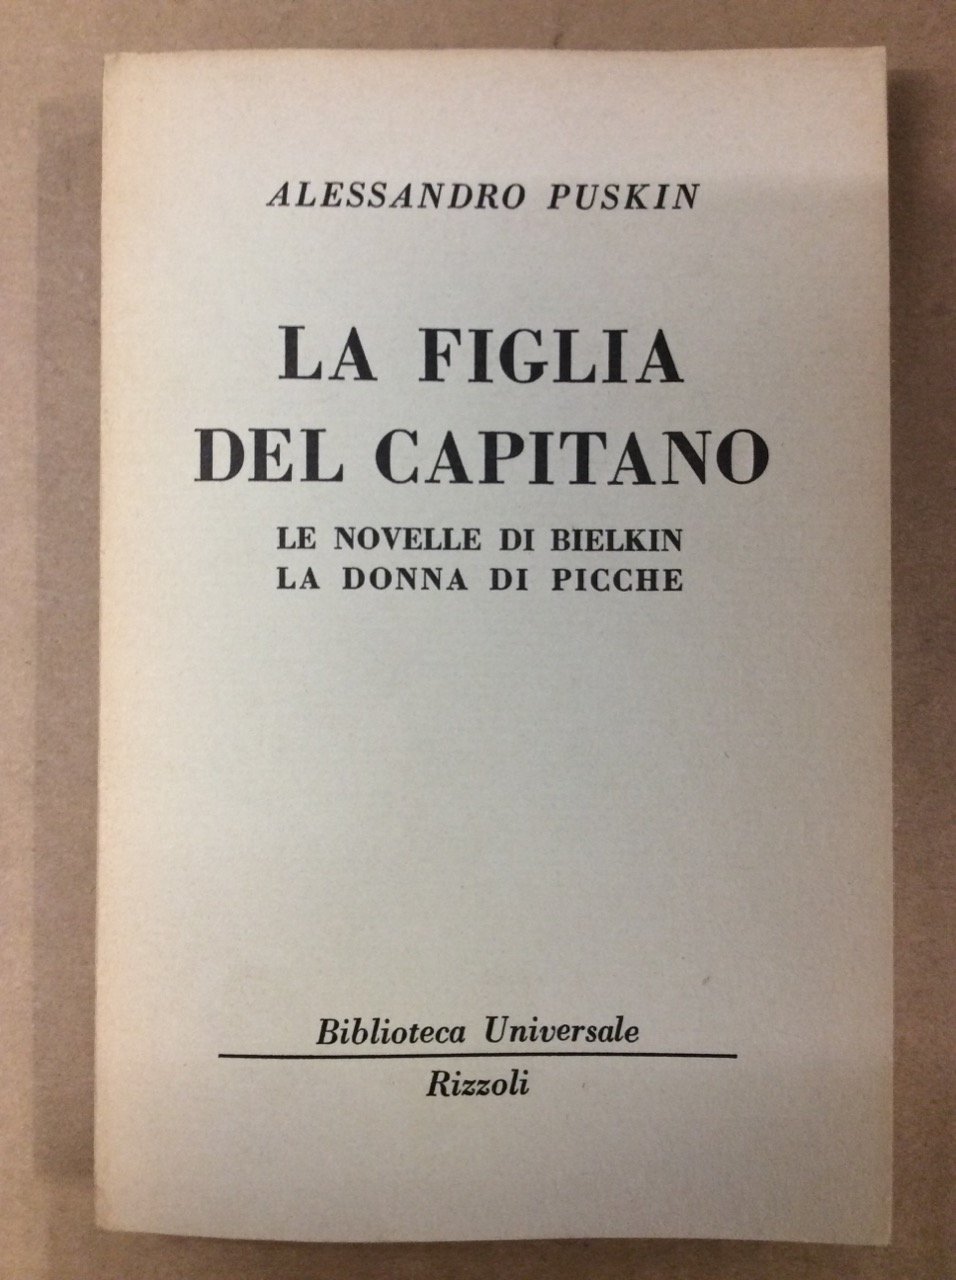 ALESSANDRO PUSKIN
LA FIGLIA
DEL CAPITANO
LE NOVELLE DI BIELKIN
LA DONNA DI PICCHE
Biblioteca Universale
Rizzoli